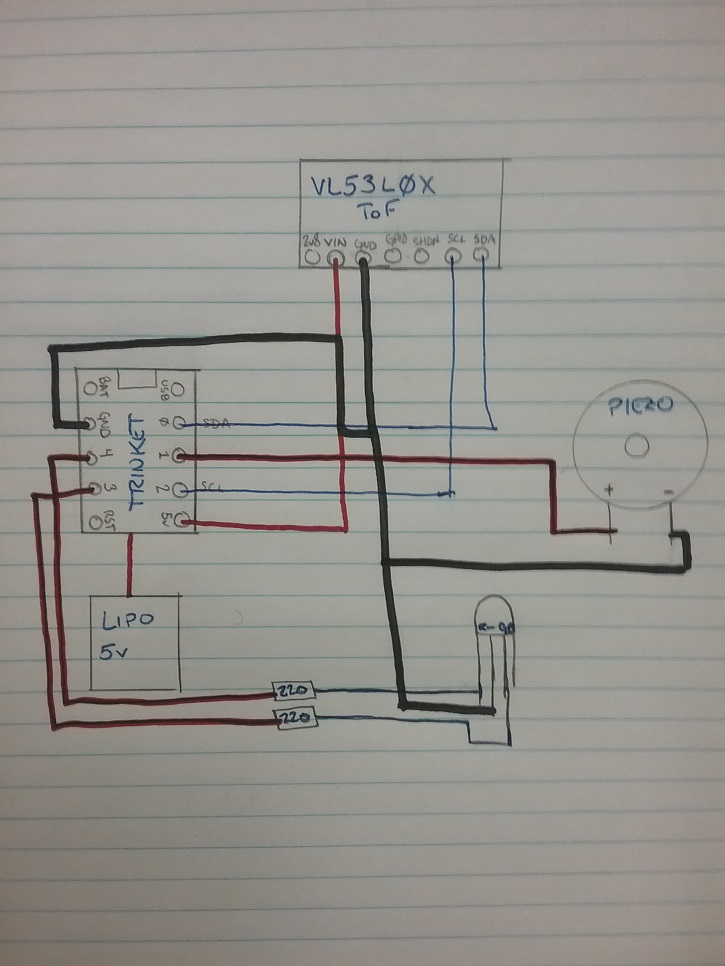 VL53LØX
ToF
2v8 VIN GND GPIO SHDN SCL SDA
BAT USB
GND 0 SDA
4 1
3 2 SCL
RST 5V
TRINKET
PIEZO
+ -
LIPO
5v
220
220
R - G B